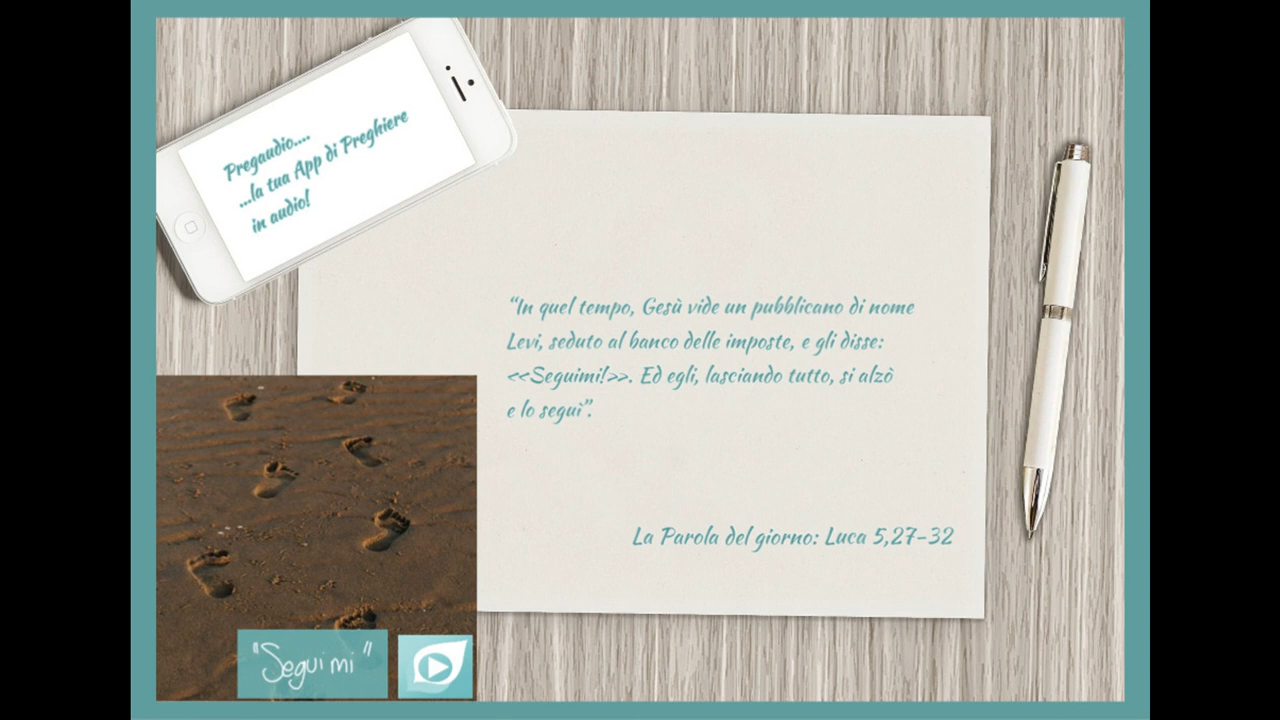 Pregaudio....
...la tua App di Preghiere
in audio!
“In quel tempo, Gesù vide un pubblicano di nome
Levi, seduto al banco delle imposte, e gli disse:
<<Seguimi!>>. Ed egli, lasciando tutto, si alzò
e lo seguì”.
La Parola del giorno: Luca 5,27-32
"Seguimi"